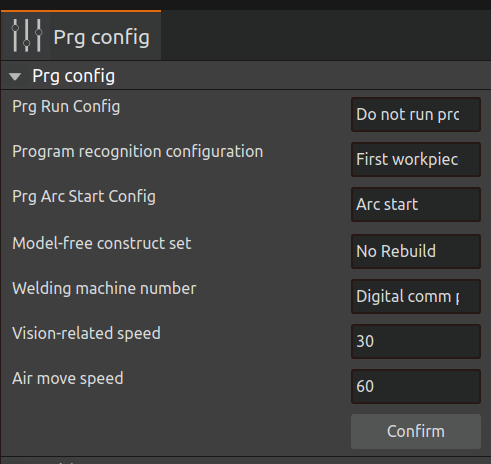 Prg config
Prg config
Prg Run Config
Do not run prc
Program recognition configuration
First workpiec
Prg Arc Start Config
Arc start
Model-free construct set
No Rebuild
Welding machine number
Digital comm p
Vision-related speed
30
Air move speed
60
Confirm